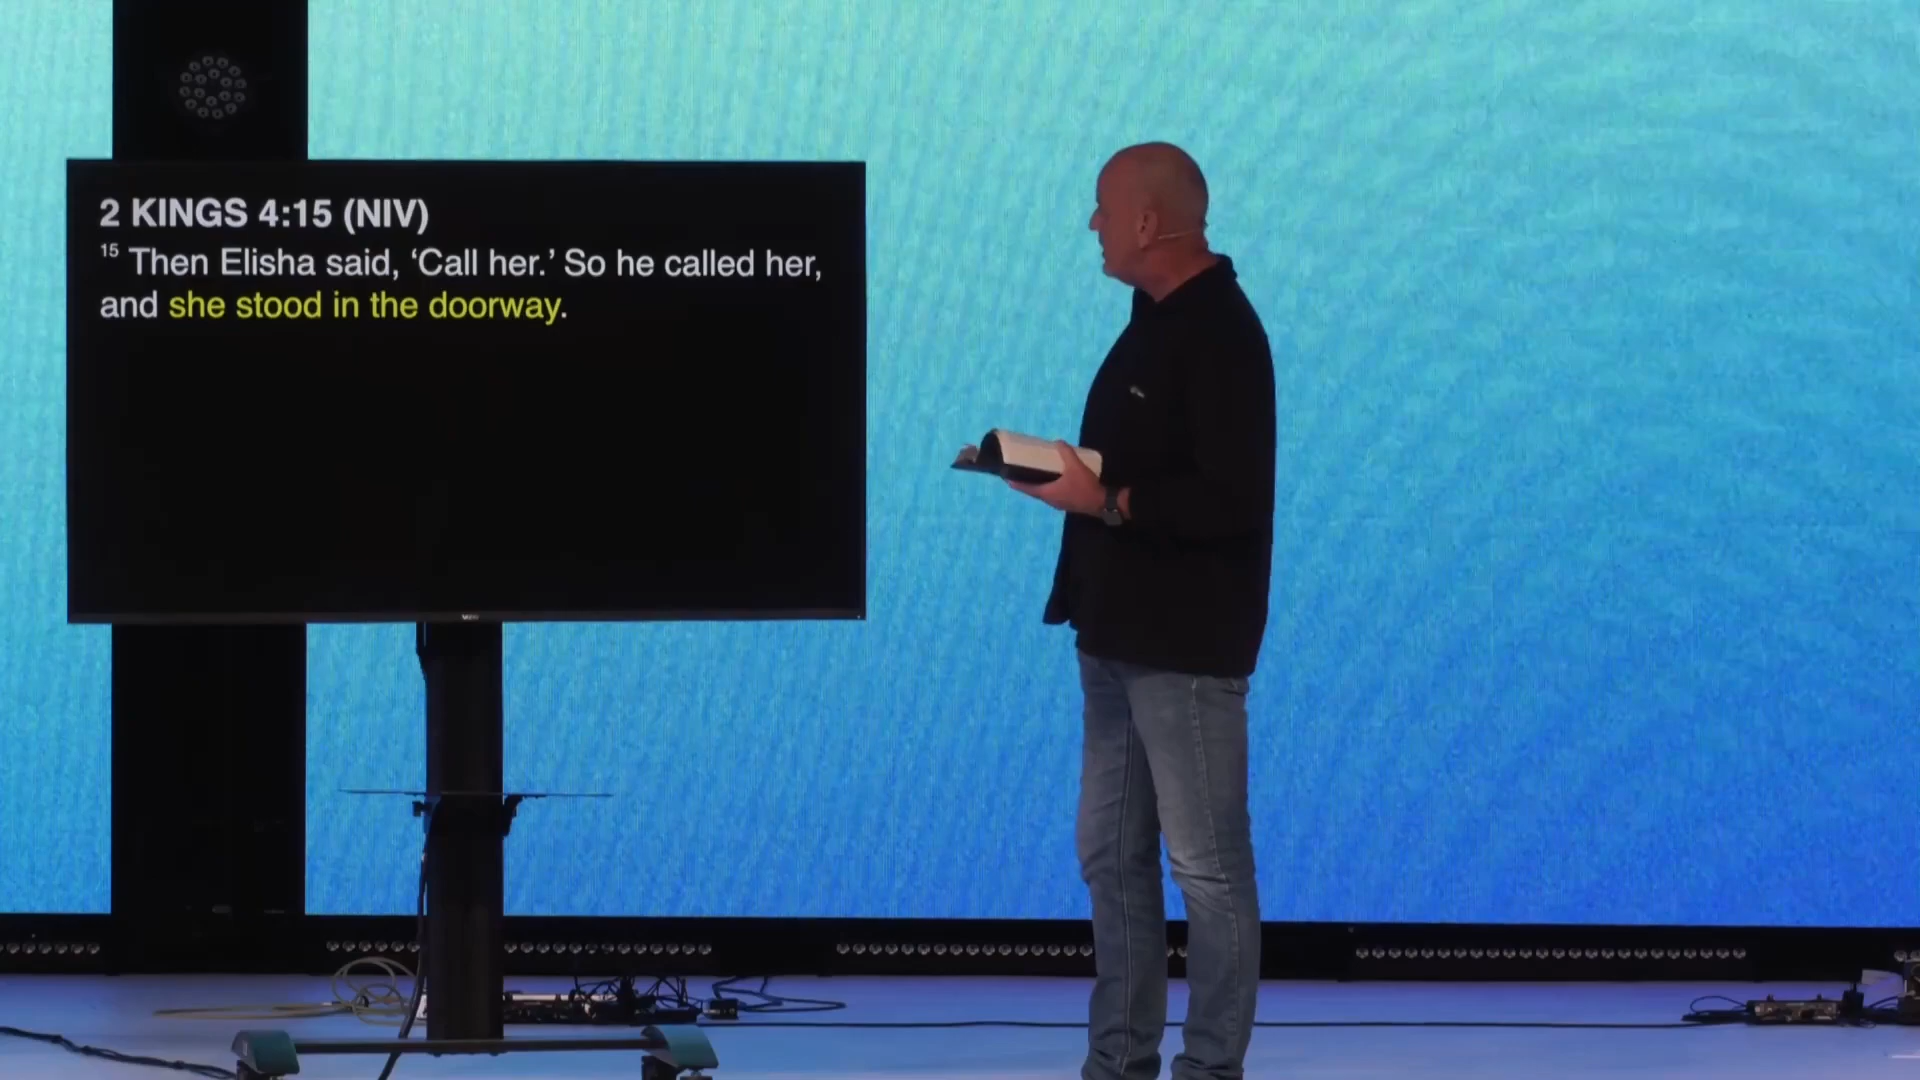 2 KINGS 4:15 (NIV)
15 Then Elisha said, ‘Call her.’ So he called her,
and she stood in the doorway.